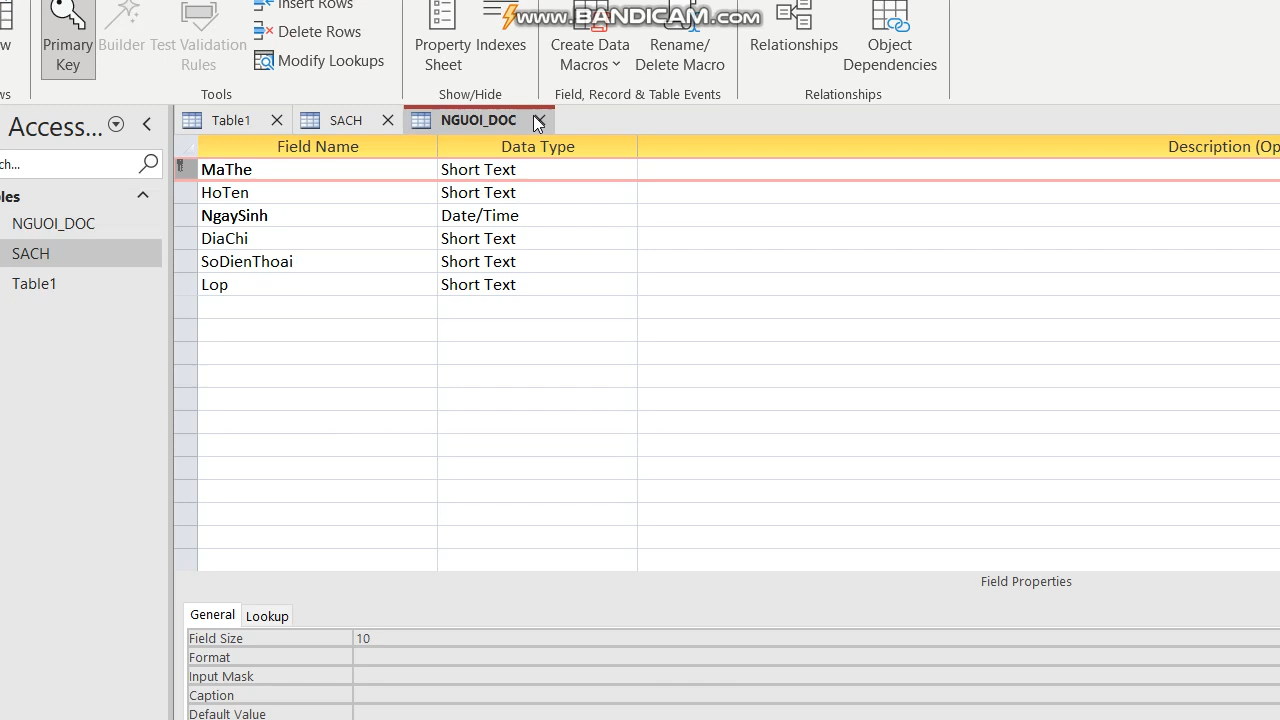 www.BANDICAM.com
Insert Rows
Delete Rows
Modify Lookups
Primary Key
Builder
Test Validation Rules
Tools
Property Sheet
Indexes
Show/Hide
Create Data Macros
Rename/ Delete Macro
Field, Record & Table Events
Relationships
Object Dependencies
Relationships
Access...
Table1
SACH
NGUOI_DOC
NGUOI_DOC
SACH
Table1
Field Name Data Type Description (Op
MaThe Short Text
HoTen Short Text
NgaySinh Date/Time
DiaChi Short Text
SoDienThoai Short Text
Lop Short Text
Field Properties
General Lookup
Field Size 10
Format
Input Mask
Caption
Default Value